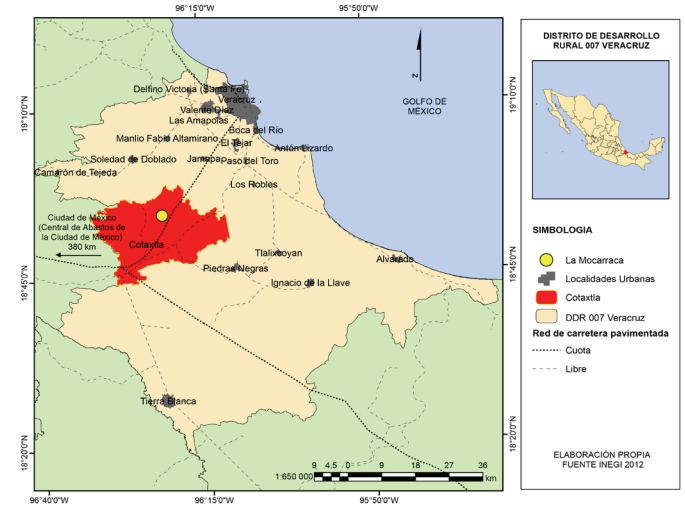 96°15'0"W
95°50'0"W
19°10'0"N
19°10'0"N
Delfino Victoria (Santa Fe)
Veracruz
Valente Díaz
Las Amapolas
Boca del Río
Manlio Fabio Altamirano
El Tejar
Antón Lizardo
Soledad de Doblado
Jamapa
Paso del Toro
Camarón de Tejeda
Los Robles
Ciudad de México
(Central de Abastos de
la Ciudad de México)
380 km
Cotaxtla
Tlalixcoyan
Alvarado
Piedras Negras
Ignacio de la Llave
18°45'0"N
18°45'0"N
Tierra Blanca
18°20'0"N
18°20'0"N
N
GOLFO DE
MÉXICO
1:650 000
9 4.5 0 9 18 27 36
km
96°40'0"W
96°15'0"W
95°50'0"W
DISTRITO DE DESARROLLO
RURAL 007 VERACRUZ
SIMBOLOGIA
La Mocarraca
Localidades Urbanas
Cotaxtla
DDR 007 Veracruz
Red de carretera pavimentada
Cuota
Libre
ELABORACIÓN PROPIA
FUENTE INEGI 2012